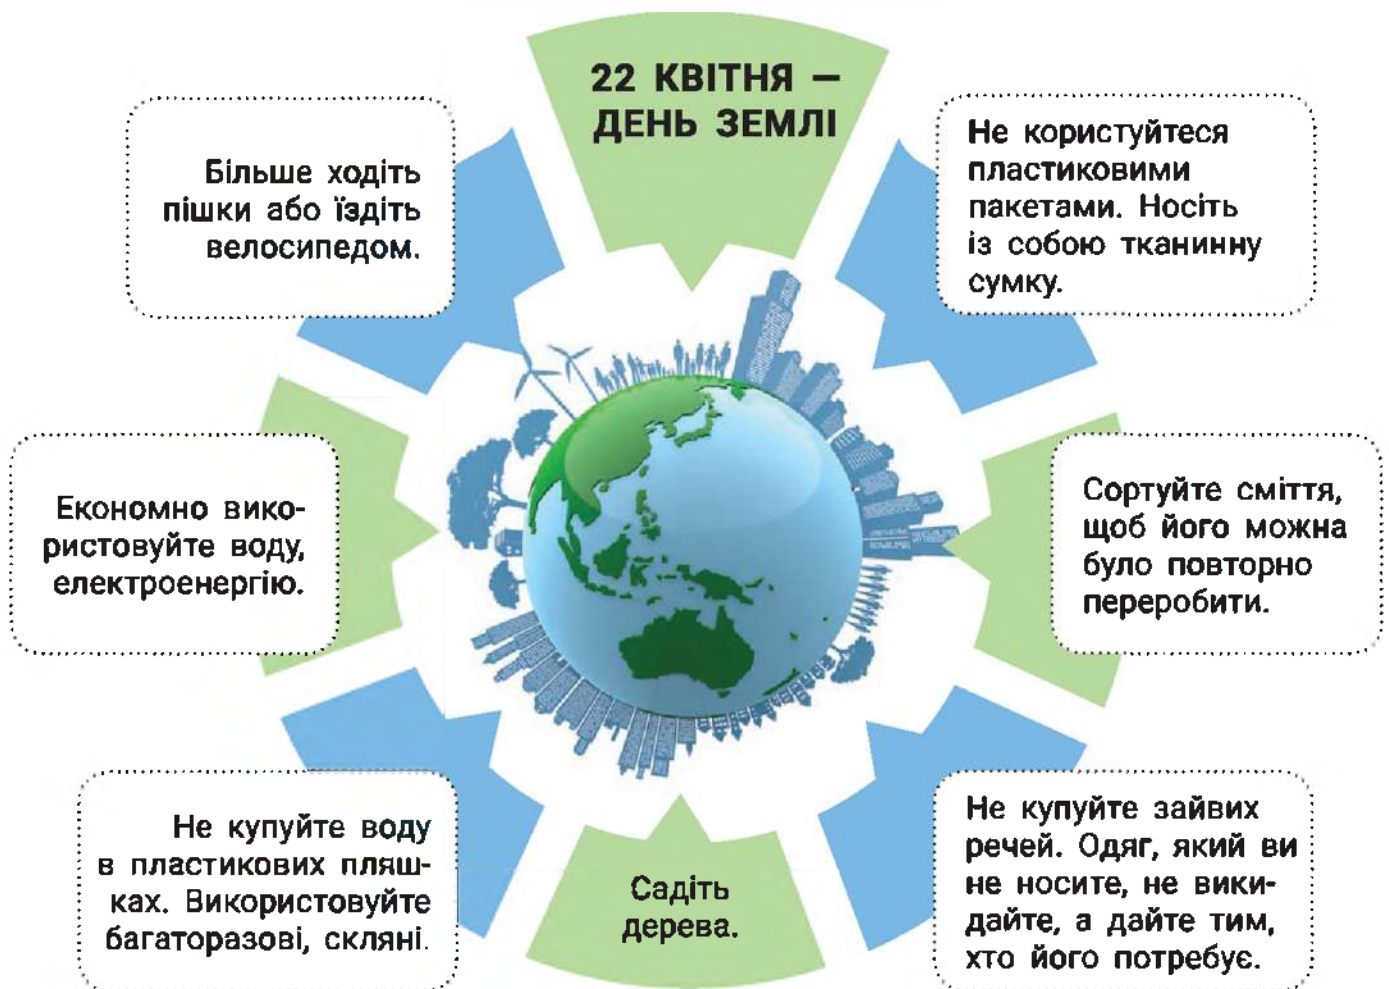 22 КВІТНЯ —
ДЕНЬ ЗЕМЛІ
Не користуйтеся
пластиковими
пакетами. Носіть
із собою тканинну
сумку.
Сортуйте сміття,
щоб його можна
було повторно
переробити.
Не купуйте зайвих
речей. Одяг, який ви
не носите, не вики-
дайте, а дайте тим,
хто його потребує.
Садіть
дерева.
Не купуйте воду
в пластикових пляш-
ках. Використовуйте
багаторазові, скляні.
Економно вико-
ристовуйте воду,
електроенергію.
Більше ходіть
пішки або їздіть
велосипедом.